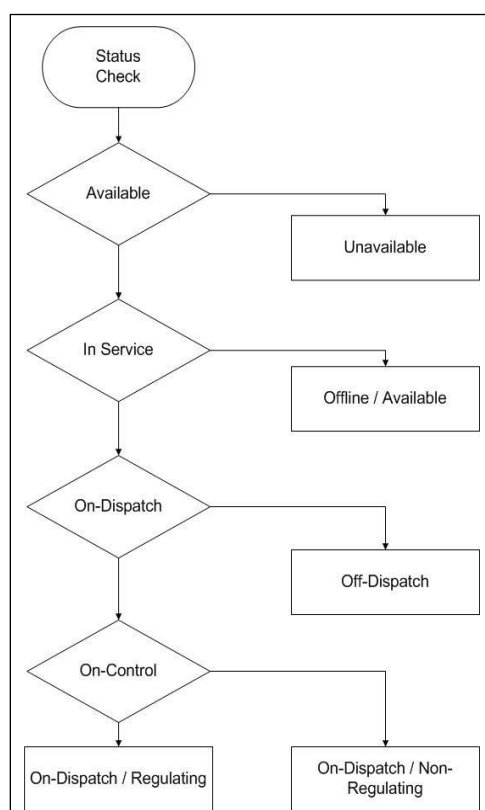 Status
Check
Available
Unavailable
In Service
Offline / Available
On-Dispatch
Off-Dispatch
On-Control
On-Dispatch / Regulating
On-Dispatch / Non-
Regulating